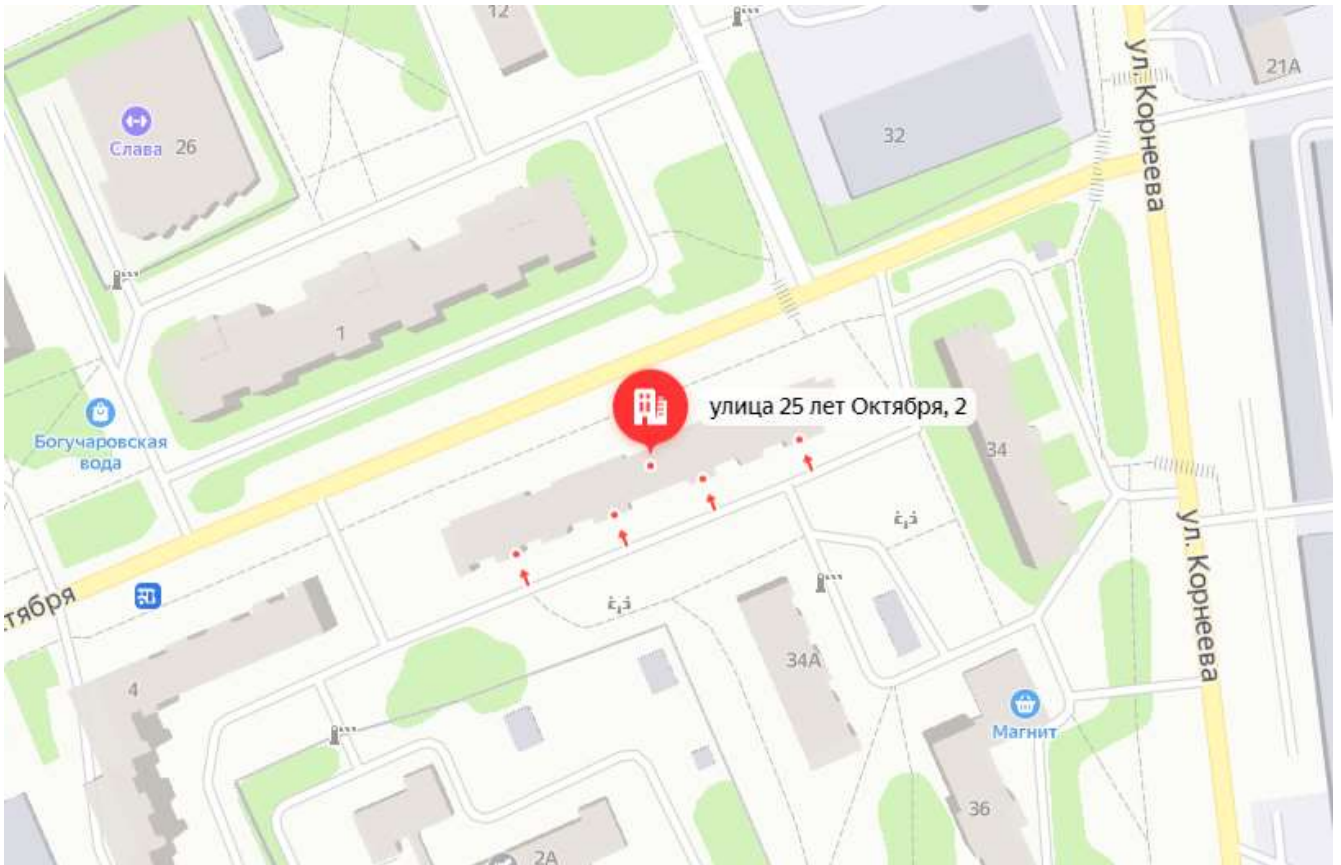 12
ул. Корнеева
21А
Слава 26
32
1
улица 25 лет Октября, 2
Богучаровская
вода
34
ул. Корнеева
тября
4
34А
Магнит
36
2А